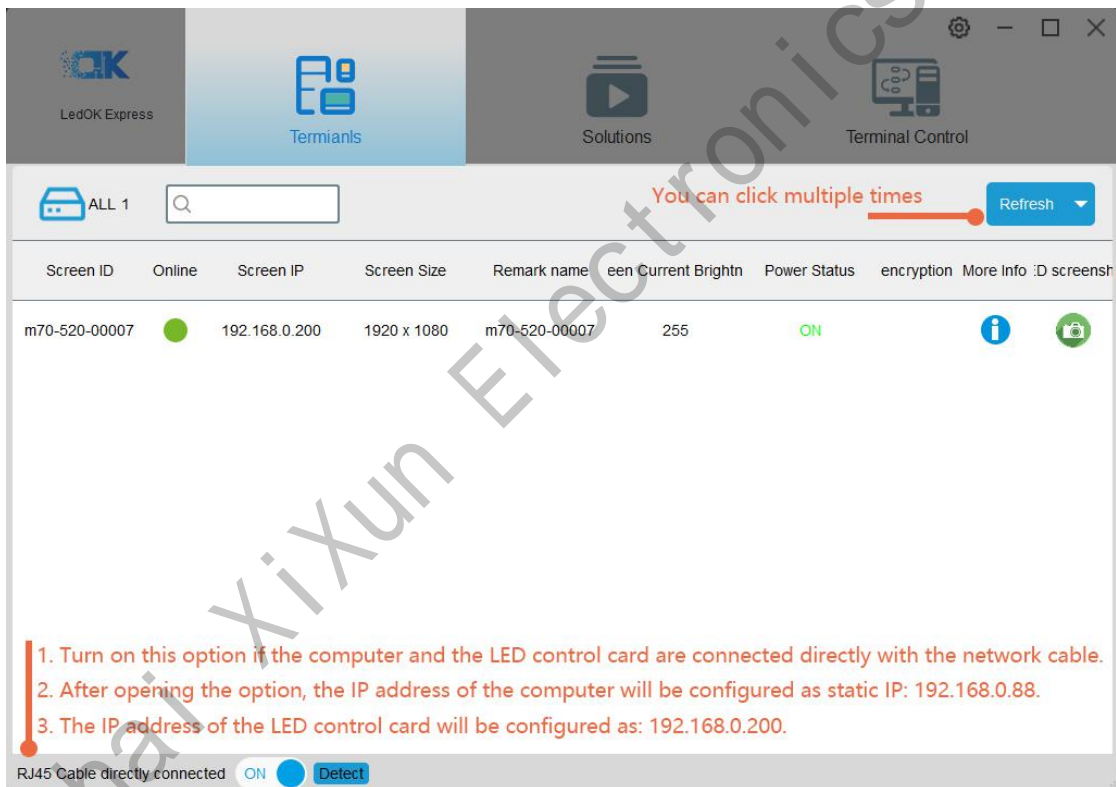 OK
LedOK Express
Termianls
Solutions
Terminal Control
ALL 1
You can click multiple times
Refresh
Screen ID Online Screen IP Screen Size Remark name een Current Brightn Power Status encryption More Info :D screensh
m70-520-00007 192.168.0.200 1920 x 1080 m70-520-00007 255 ON
hai XiXun Electronics
1. Turn on this option if the computer and the LED control card are connected directly with the network cable.
2. After opening the option, the IP address of the computer will be configured as static IP: 192.168.0.88.
3. The IP address of the LED control card will be configured as: 192.168.0.200.
RJ45 Cable directly connected ON Detect